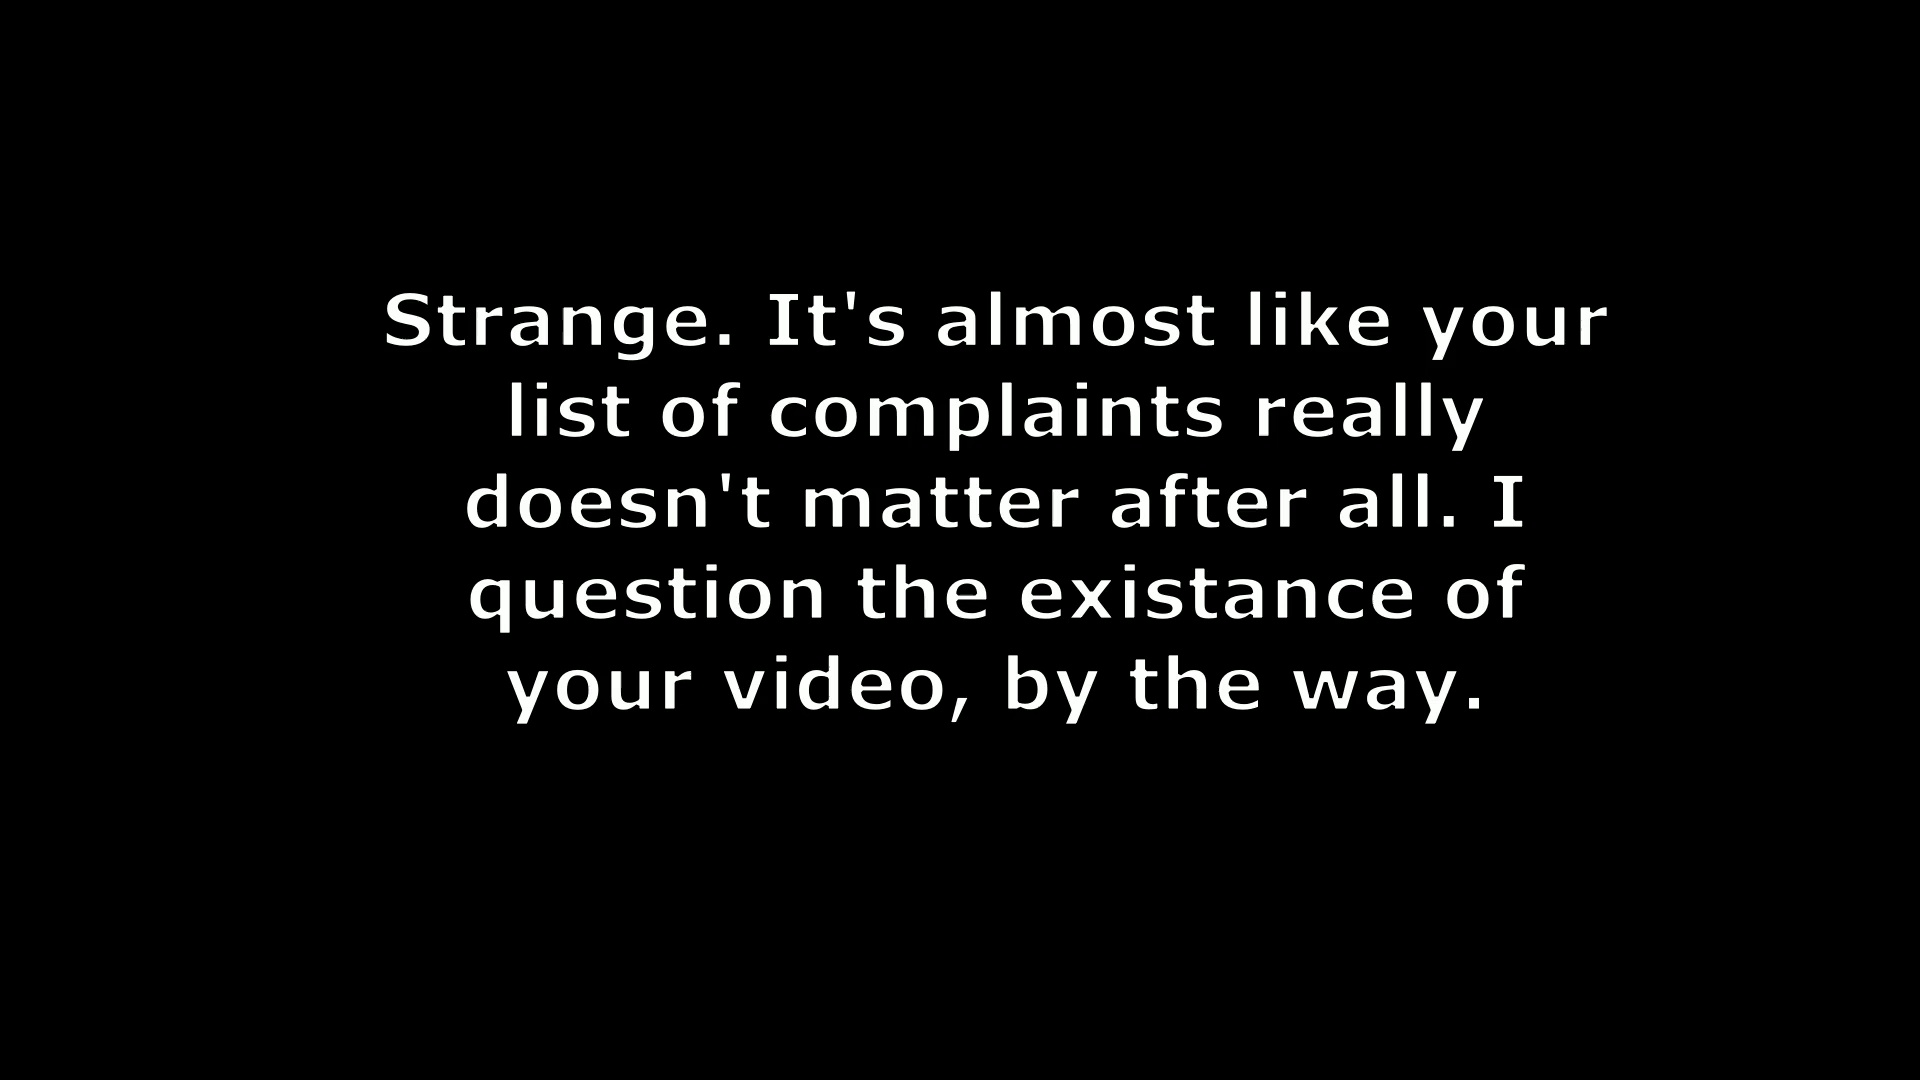 Strange. It's almost like your
list of complaints really
doesn't matter after all. I
question the existance of
your video, by the way.